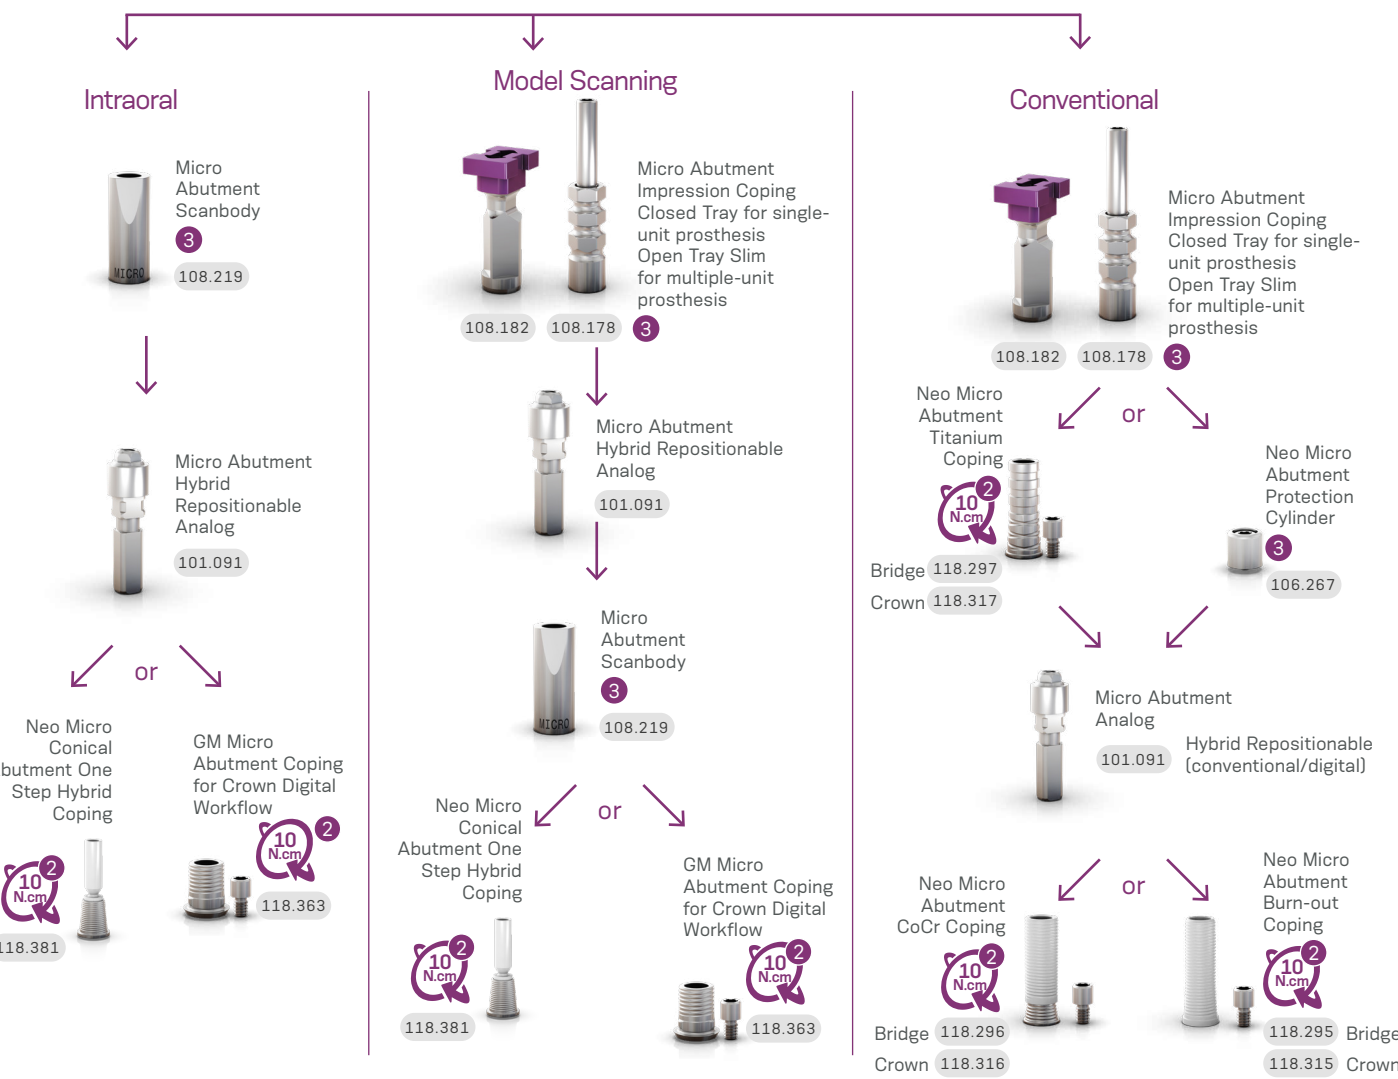 Intraoral
Micro
Abutment
Scanbody
3
108.219
MICRO
Micro Abutment
Hybrid
Repositionable
Analog
101.091
or
Neo Micro
Conical
butment One
Step Hybrid
Coping
10
N.cm
2
118.381
GM Micro
Abutment Coping
for Crown Digital
Workflow
10
N.cm
2
118.363
Model Scanning
Micro Abutment
Impression Coping
Closed Tray for single-
unit prosthesis
Open Tray Slim
for multiple-unit
prosthesis
108.182 108.178 3
Micro Abutment
Hybrid Repositionable
Analog
101.091
Micro
Abutment
Scanbody
3
108.219
MICRO
or
Neo Micro
Conical
Abutment One
Step Hybrid
Coping
10
N.cm
2
118.381
GM Micro
Abutment Coping
for Crown Digital
Workflow
10
N.cm
2
118.363
Conventional
Micro Abutment
Impression Coping
Closed Tray for single-
unit prosthesis
Open Tray Slim
for multiple-unit
prosthesis
108.182 108.178 3
or
Neo Micro
Abutment
Titanium
Coping
10
N.cm
2
Bridge 118.297
Crown 118.317
Neo Micro
Abutment
Protection
Cylinder
3
106.267
Micro Abutment
Analog
101.091
Hybrid Repositionable
(conventional/digital)
or
Neo Micro
Abutment
CoCr Coping
10
N.cm
2
Bridge 118.296
Crown 118.316
Neo Micro
Abutment
Burn-out
Coping
10
N.cm
2
118.295 Bridge
118.315 Crown